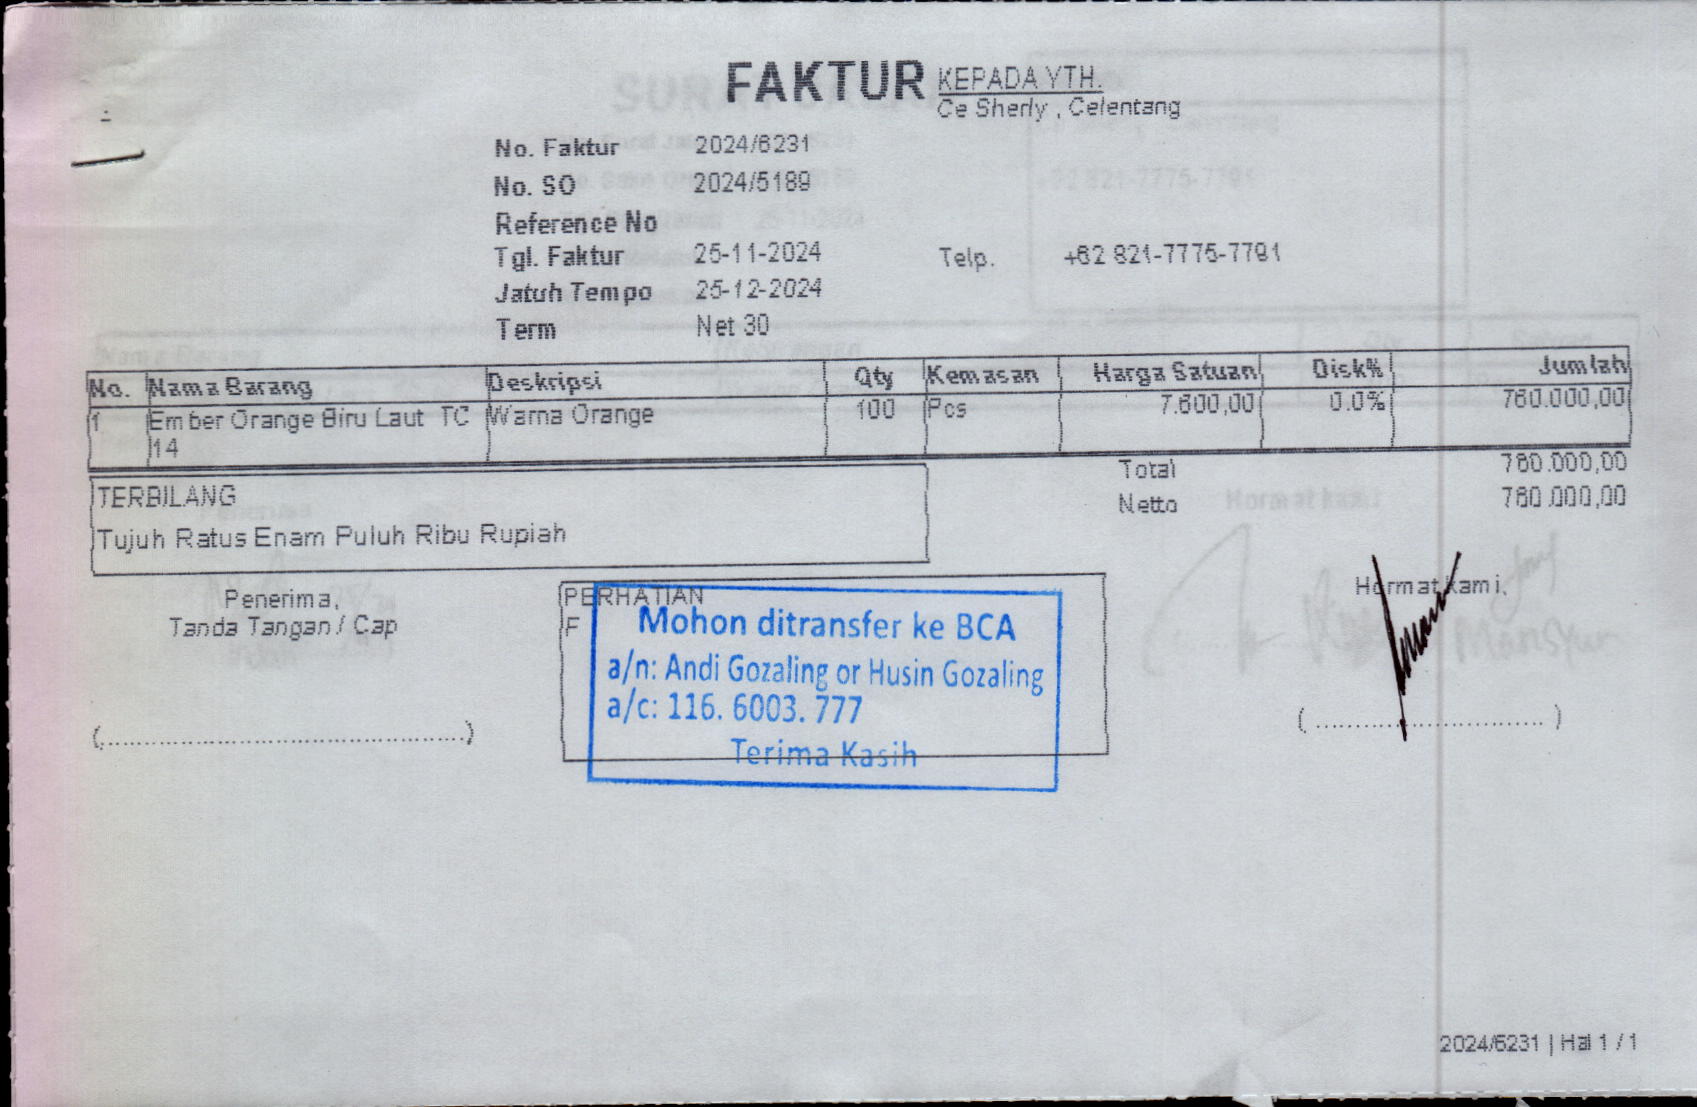 FAKTUR
KEPADA YTH.
Ce Sherly , Celentang
No. Faktur 2024/6231
No. SO 2024/5189
Reference No
Tgl. Faktur 25-11-2024 Telp. +62 821-7775-7791
Jatuh Tempo 25-12-2024
Term Net 30
No. Nama Barang Deskripsi Qty Kemasan Harga Satuan Disk% Jumlah
1 Ember Orange Biru Laut TC Warna Orange 100 Pcs 7.600,00 0.0% 760.000,00
14
Total 760.000,00
TERBILANG
Netto 760.000,00
Tujuh Ratus Enam Puluh Ribu Rupiah
Penerima,
Tanda Tangan / Cap
(........................................)
PERHATIAN
F
Mohon ditransfer ke BCA
a/n: Andi Gozaling or Husin Gozaling
a/c: 116. 6003. 777
Terima Kasih
Hormat kami,
( ............................ )
2024/6231 | Hal 1 / 1